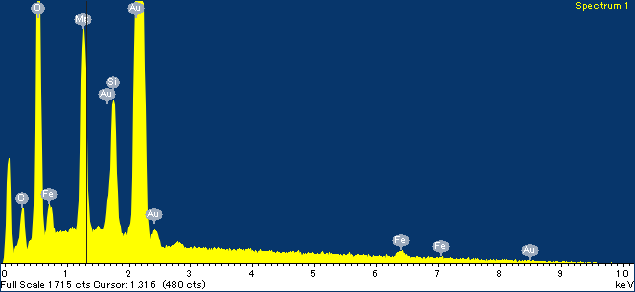 Spectrum 1
O Au
Mg
Si
Au
Fe
C
Au
Fe Fe Au
0 1 2 3 4 5 6 7 8 9 10
Full Scale 1715 cts Cursor: 1.316 (480 cts) keV